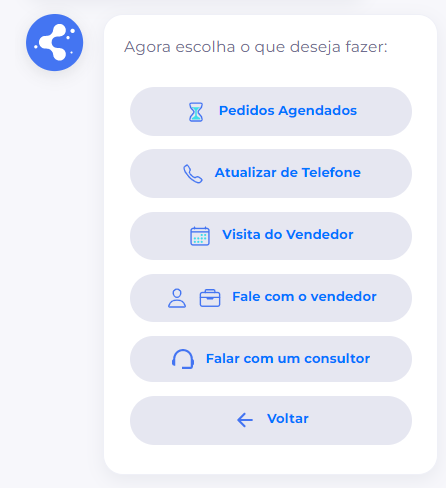 Agora escolha o que deseja fazer:
Pedidos Agendados
Atualizar de Telefone
Visita do Vendedor
Fale com o vendedor
Falar com um consultor
Voltar